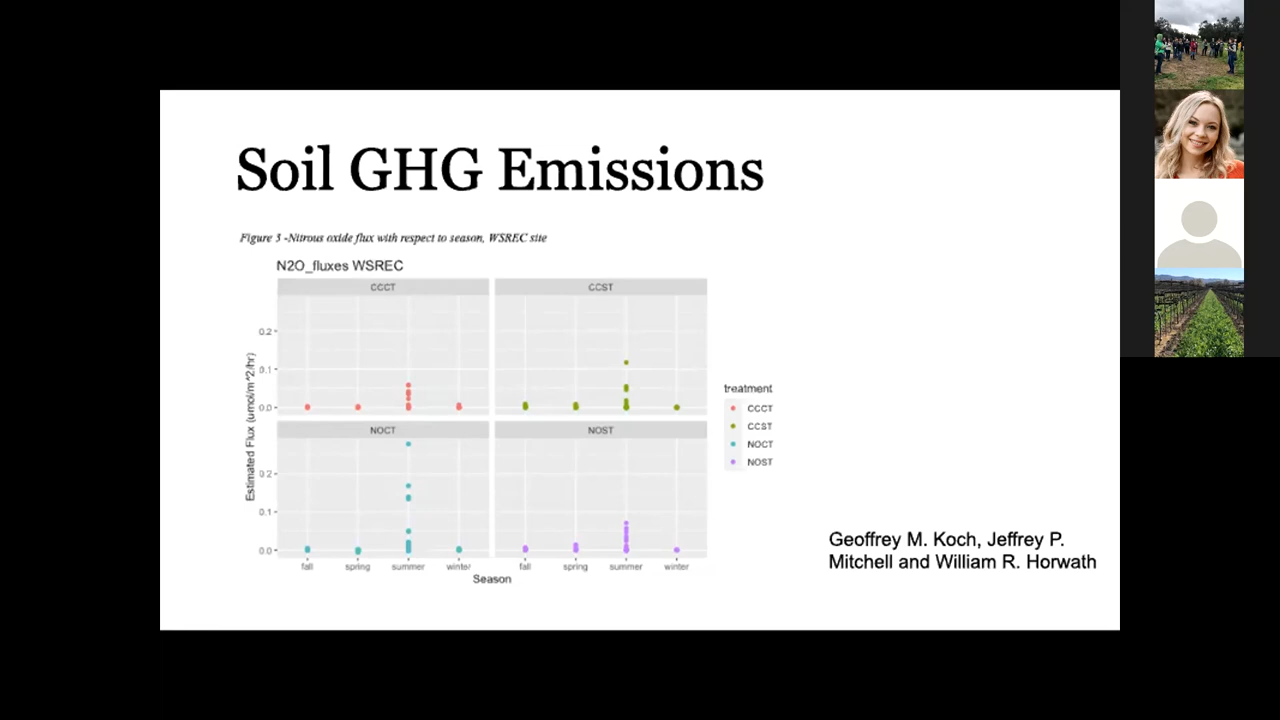 Soil GHG Emissions
Figure 3 -Nitrous oxide flux with respect to season, WSREC site
N2O_fluxes WSREC
CCCT
CCST
0.2
0.1
0.0
NOCT
NOST
0.2
0.1
0.0
Estimated Flux (umol/m^2/hr)
fall
spring
summer
winter
fall
spring
summer
winter
Season
treatment
CCCT
CCST
NOCT
NOST
Geoffrey M. Koch, Jeffrey P.
Mitchell and William R. Horwath